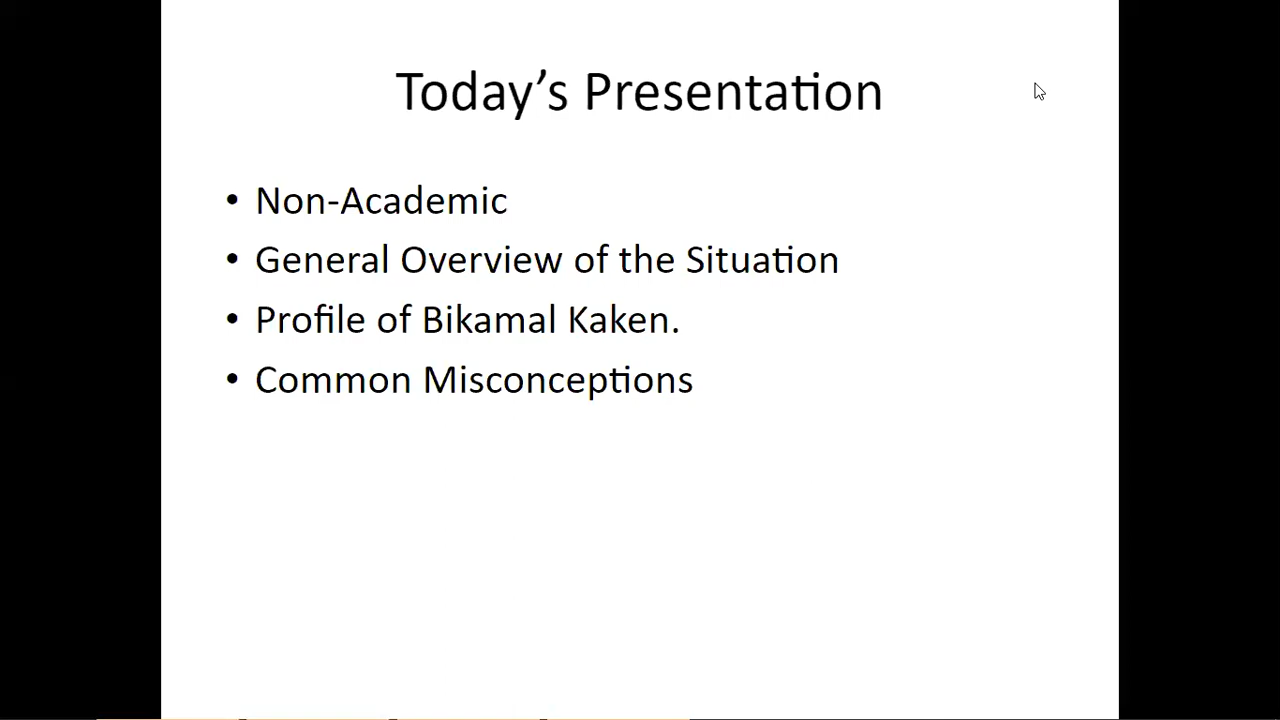 Today’s Presentation
• Non-Academic
• General Overview of the Situation
• Profile of Bikamal Kaken.
• Common Misconceptions